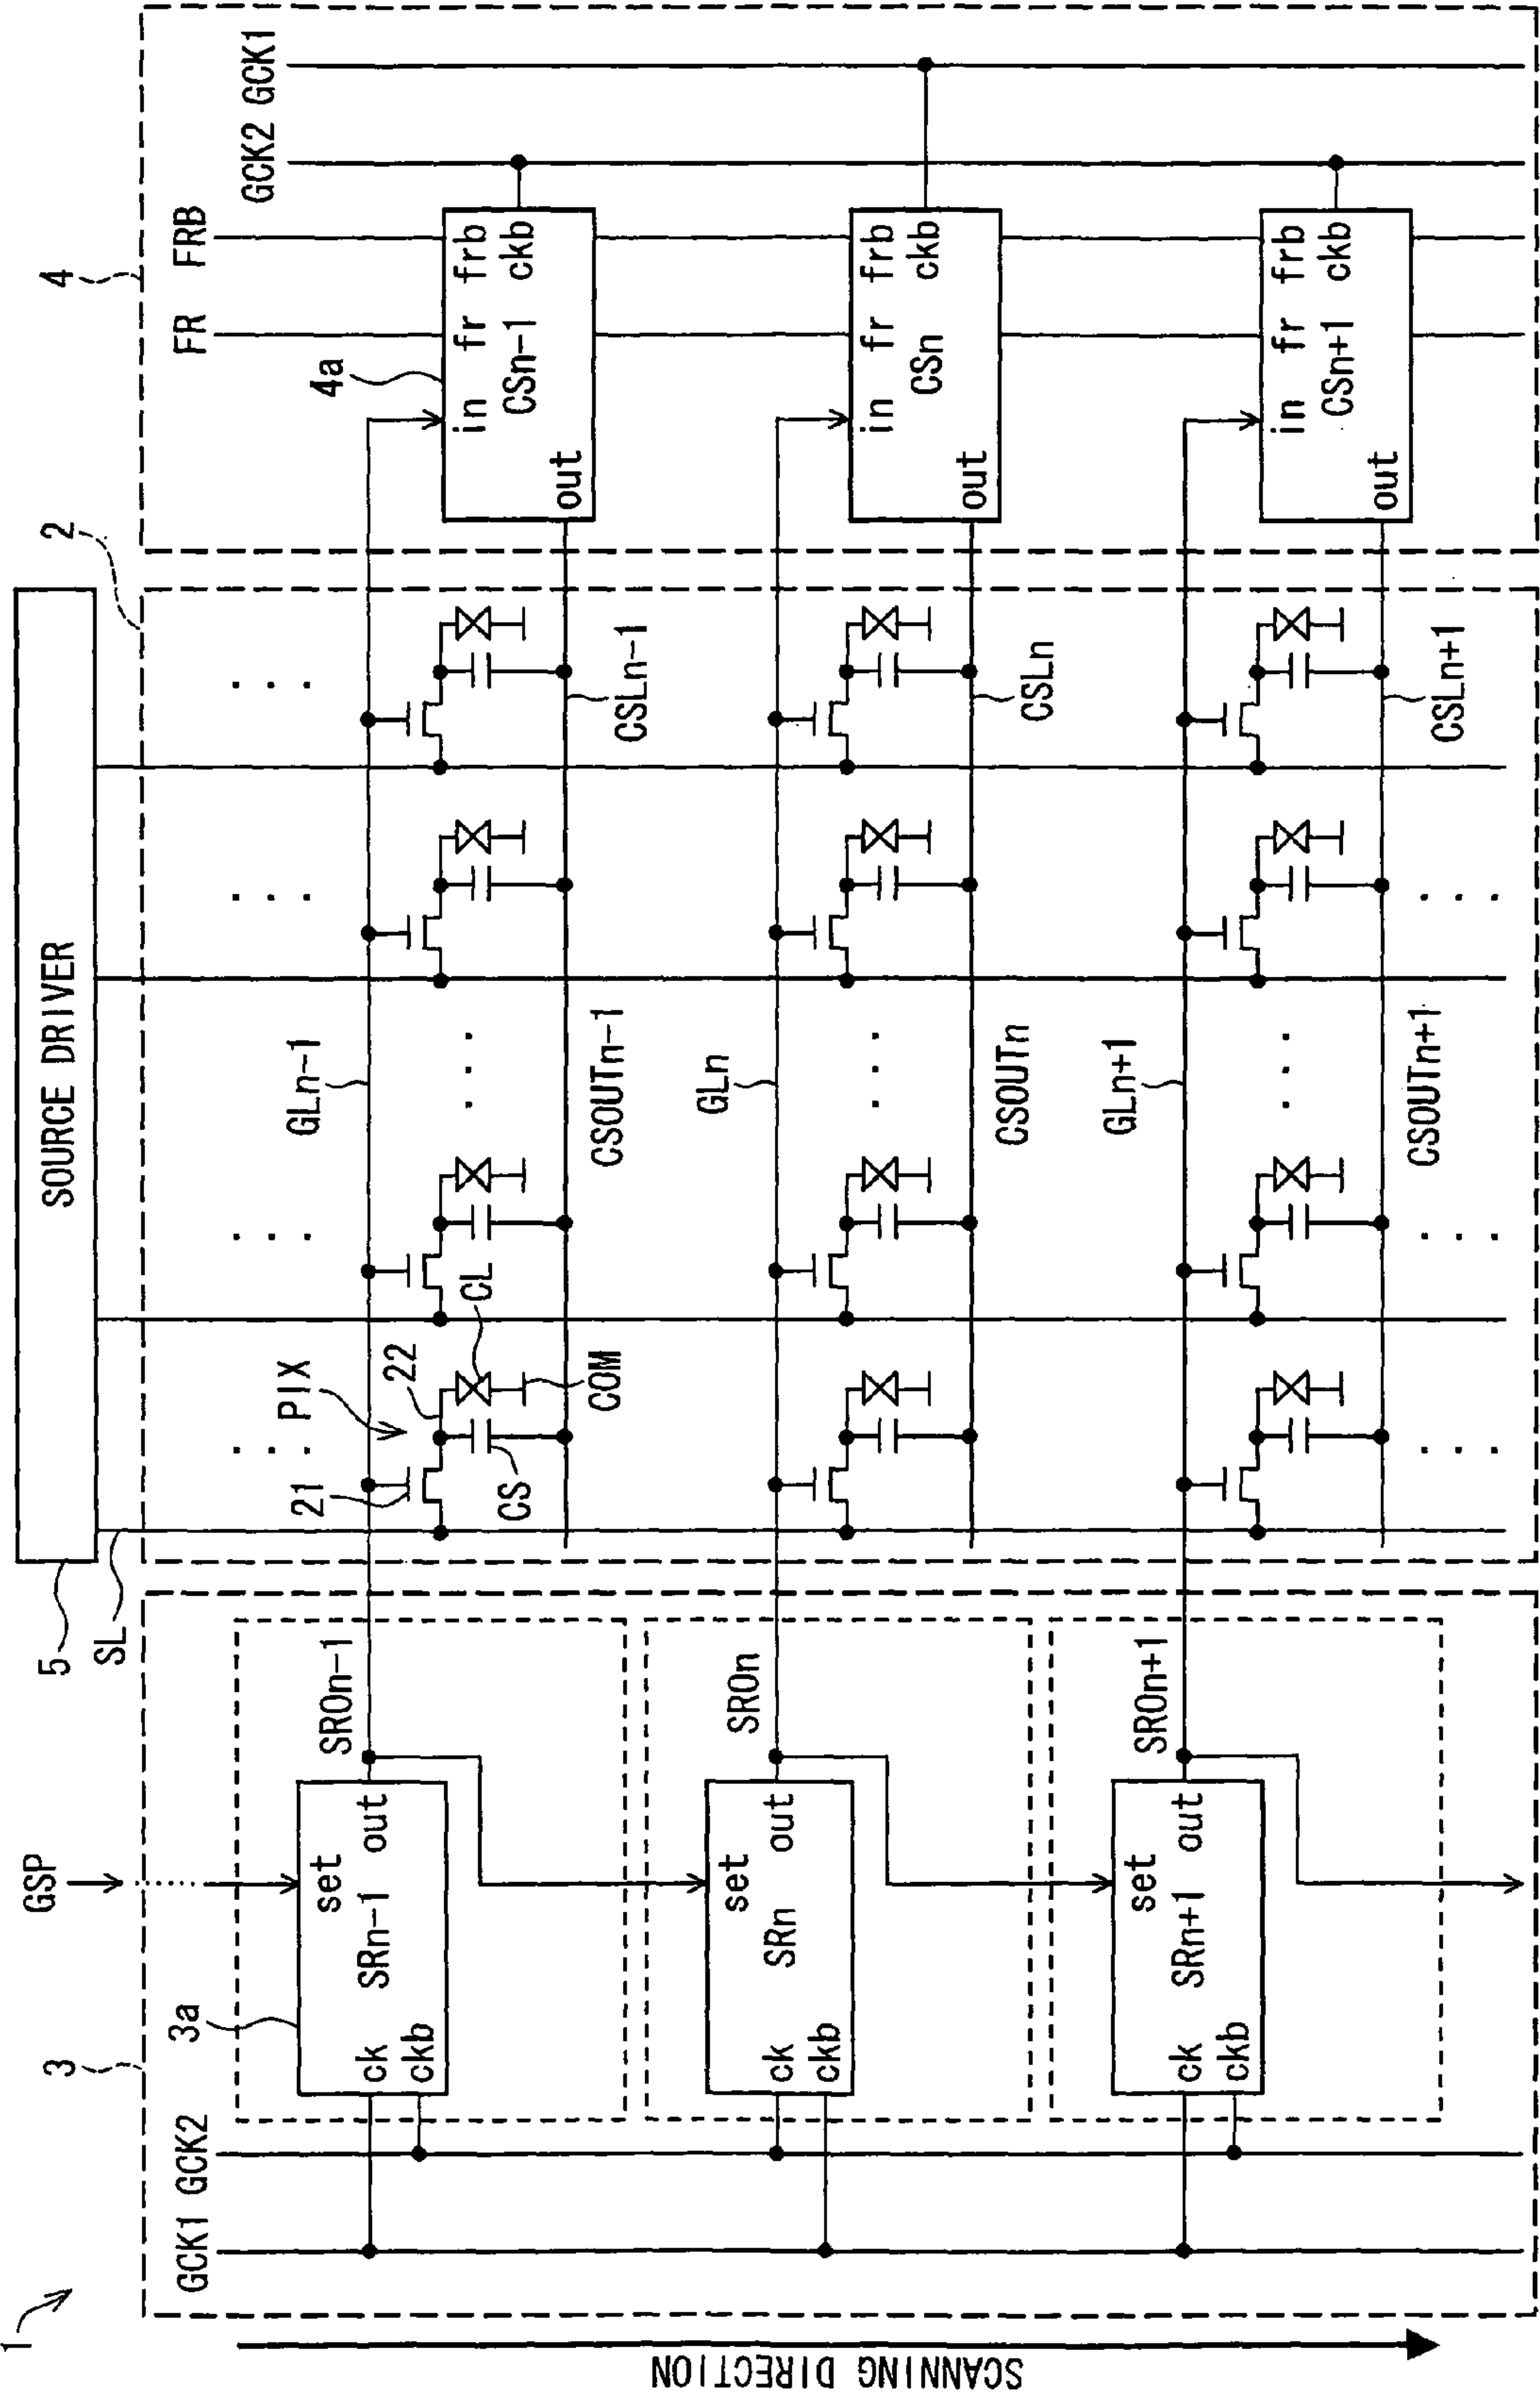 1
SCANNING DIRECTION
3
GCK1
GCK2
GSP
3a
set
SRn-1
ck
ckb
out
SROn-1
set
SRn
ck
ckb
out
SROn
set
SRn+1
ck
ckb
out
SROn+1
5
SOURCE DRIVER
SL
2
. . .
. . .
. . .
. . .
PIX
21
22
CL
CS
COM
GLn-1
. . .
CSOUTn-1
CSLn-1
GLn
. . .
CSOUTn
CSLn
GLn+1
. . .
CSOUTn+1
CSLn+1
. . .
. . .
. . .
4
FR
FRB
GCK2
GCK1
4a
in
fr
frb
CSn-1
ckb
out
in
fr
frb
CSn
ckb
out
in
fr
frb
CSn+1
ckb
out